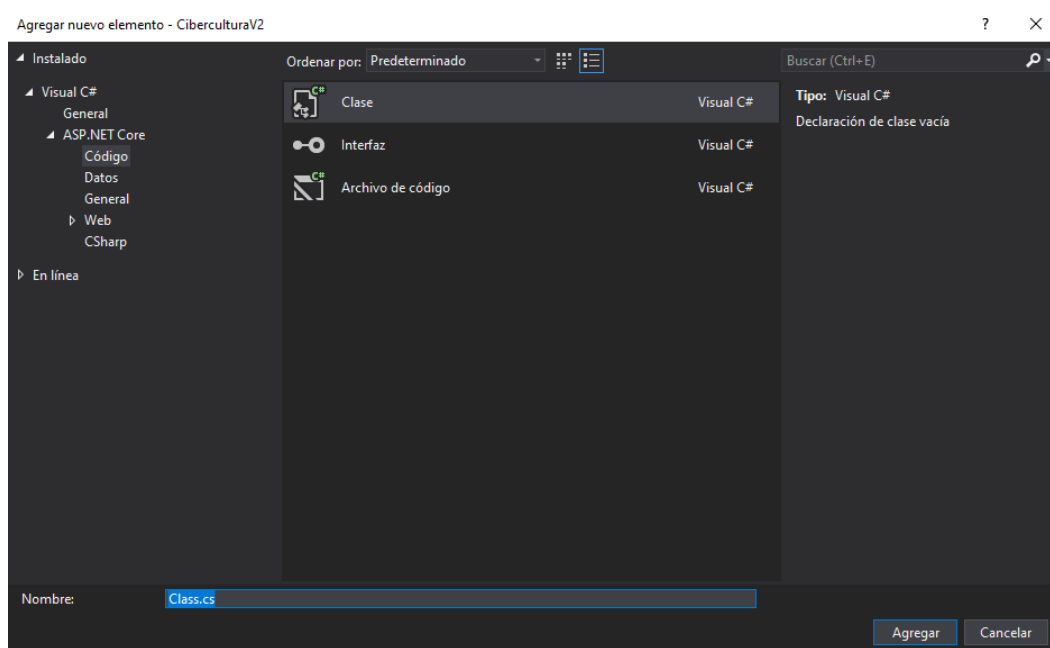 Agregar nuevo elemento - CiberculturaV2
Instalado
Visual C#
General
ASP.NET Core
Código
Datos
General
Web
CSharp
En línea
Ordenar por: Predeterminado
C# Clase Visual C#
Interfaz Visual C#
C# Archivo de código Visual C#
Buscar (Ctrl+E)
Tipo: Visual C#
Declaración de clase vacía
Nombre: Class.cs
Agregar Cancelar